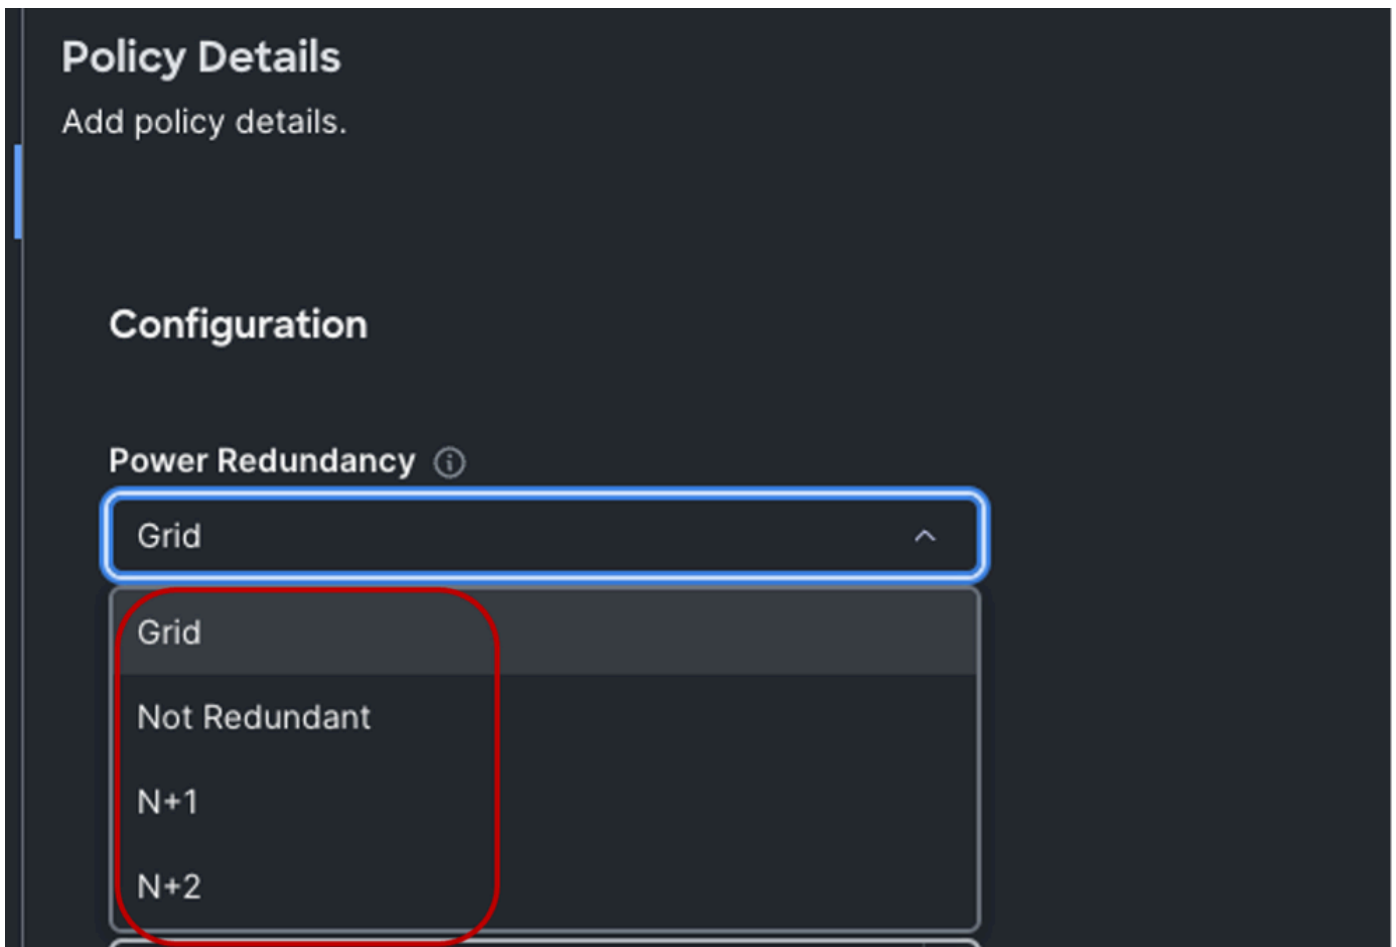 Policy Details
Add policy details.
Configuration
Power Redundancy
Grid
Grid
Not Redundant
N+1
N+2